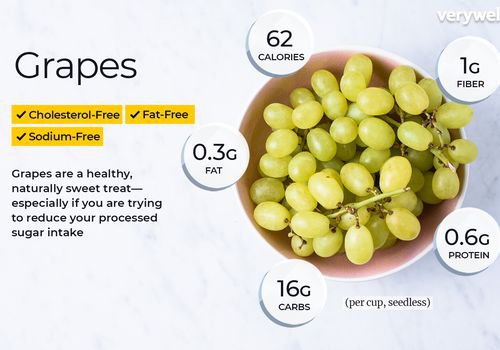 verywel
Grapes
Cholesterol-Free
Fat-Free
Sodium-Free
Grapes are a healthy,
naturally sweet treat—
especially if you are trying
to reduce your processed
sugar intake
62
CALORIES
1G
FIBER
0.3G
FAT
0.6G
PROTEIN
16G
CARBS
(per cup, seedless)